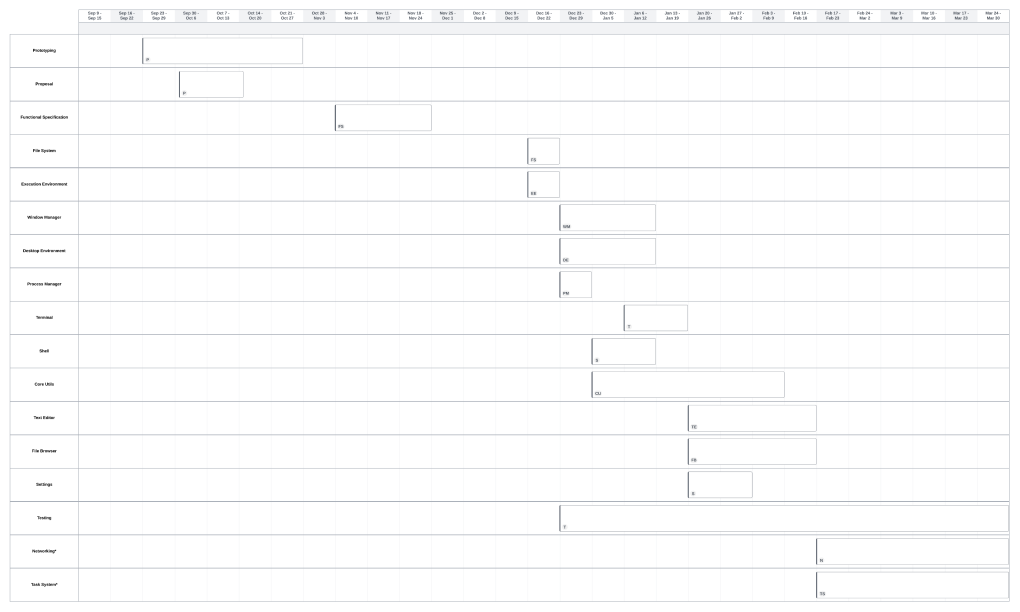 Sep 9 - Sep 16 - Sep 23 - Sep 30 - Oct 7 - Oct 14 - Oct 21 - Oct 28 - Nov 4 - Nov 11 - Nov 18 - Nov 25 - Dec 2 - Dec 9 - Dec 16 - Dec 23 - Dec 30 - Jan 6 - Jan 13 - Jan 20 - Jan 27 - Feb 3 - Feb 10 - Feb 17 - Feb 24 - Mar 3 - Mar 10 - Mar 17 - Mar 24 -
Sep 15 Sep 22 Sep 29 Oct 6 Oct 13 Oct 20 Oct 27 Nov 3 Nov 10 Nov 17 Nov 24 Dec 1 Dec 8 Dec 15 Dec 22 Dec 29 Jan 5 Jan 12 Jan 19 Jan 26 Feb 2 Feb 9 Feb 16 Feb 23 Mar 2 Mar 9 Mar 16 Mar 23 Mar 30
Prototyping
P
Proposal
P
Functional Specification
FS
File System
FS
Execution Environment
EE
Window Manager
WM
Desktop Environment
DE
Process Manager
PM
Terminal
T
Shell
S
Core Utils
CU
Text Editor
TE
File Browser
FB
Settings
S
Testing
T
Networking*
N
Task System*
TS